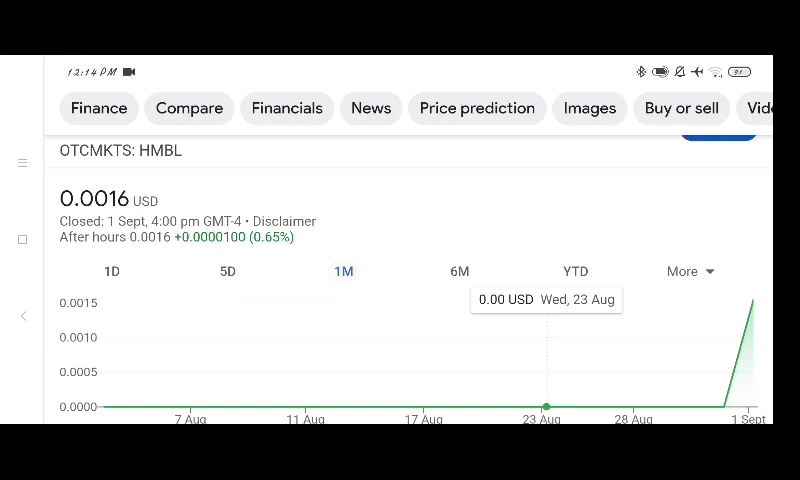 12:14 PM
97
Finance Compare Financials News Price prediction Images Buy or sell Vide
OTCMKTS: HMBL
0.0016 USD
Closed: 1 Sept, 4:00 pm GMT-4 • Disclaimer
After hours 0.0016 +0.0000100 (0.65%)
1D 5D 1M 6M YTD More
0.00 USD Wed, 23 Aug
0.0015
0.0010
0.0005
0.0000
7 Aug 11 Aug 17 Aug 23 Aug 28 Aug 1 Sept